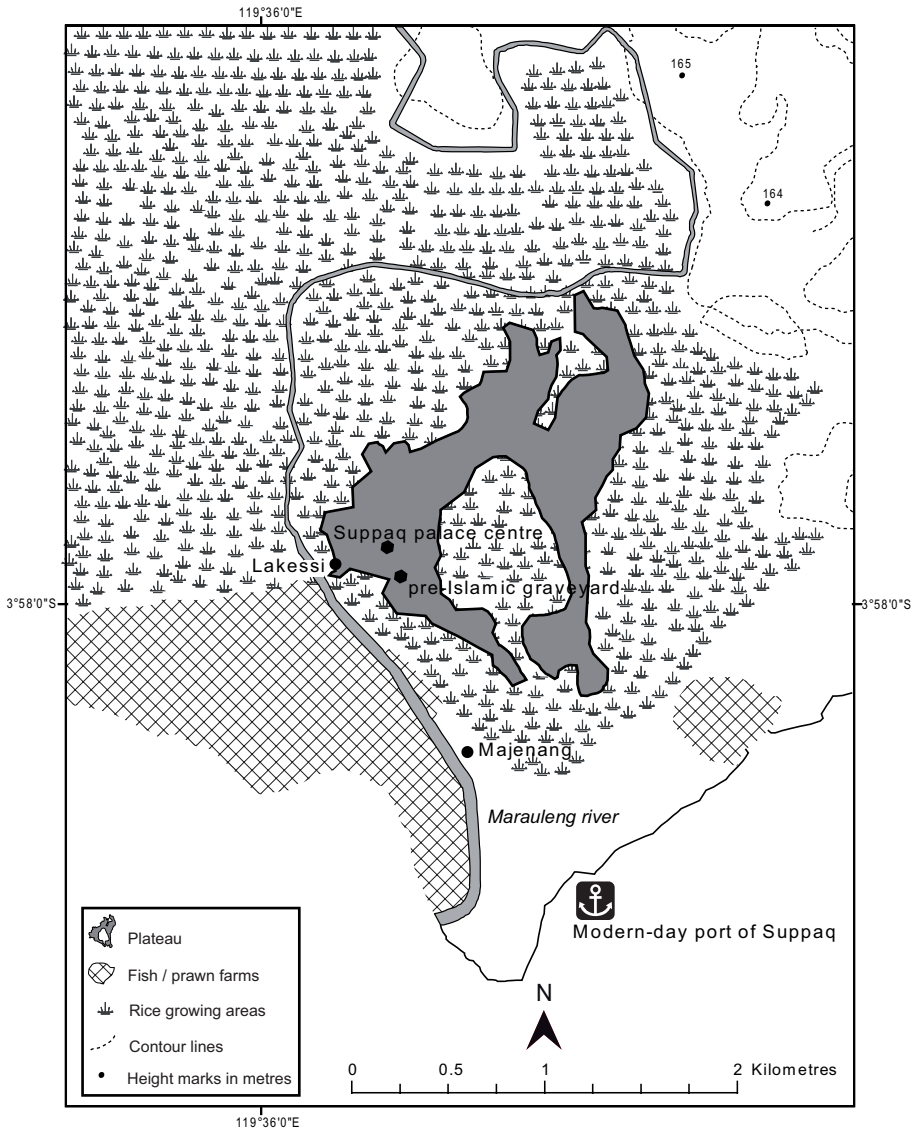 119°36'0"E
165
164
Suppaq palace centre
Lakessi
pre-Islamic graveyard
3°58'0"S
3°58'0"S
Majenang
Marauleng river
Modern-day port of Suppaq
Plateau
Fish / prawn farms
Rice growing areas
Contour lines
Height marks in metres
N
0 0.5 1 2 Kilometres
119°36'0"E